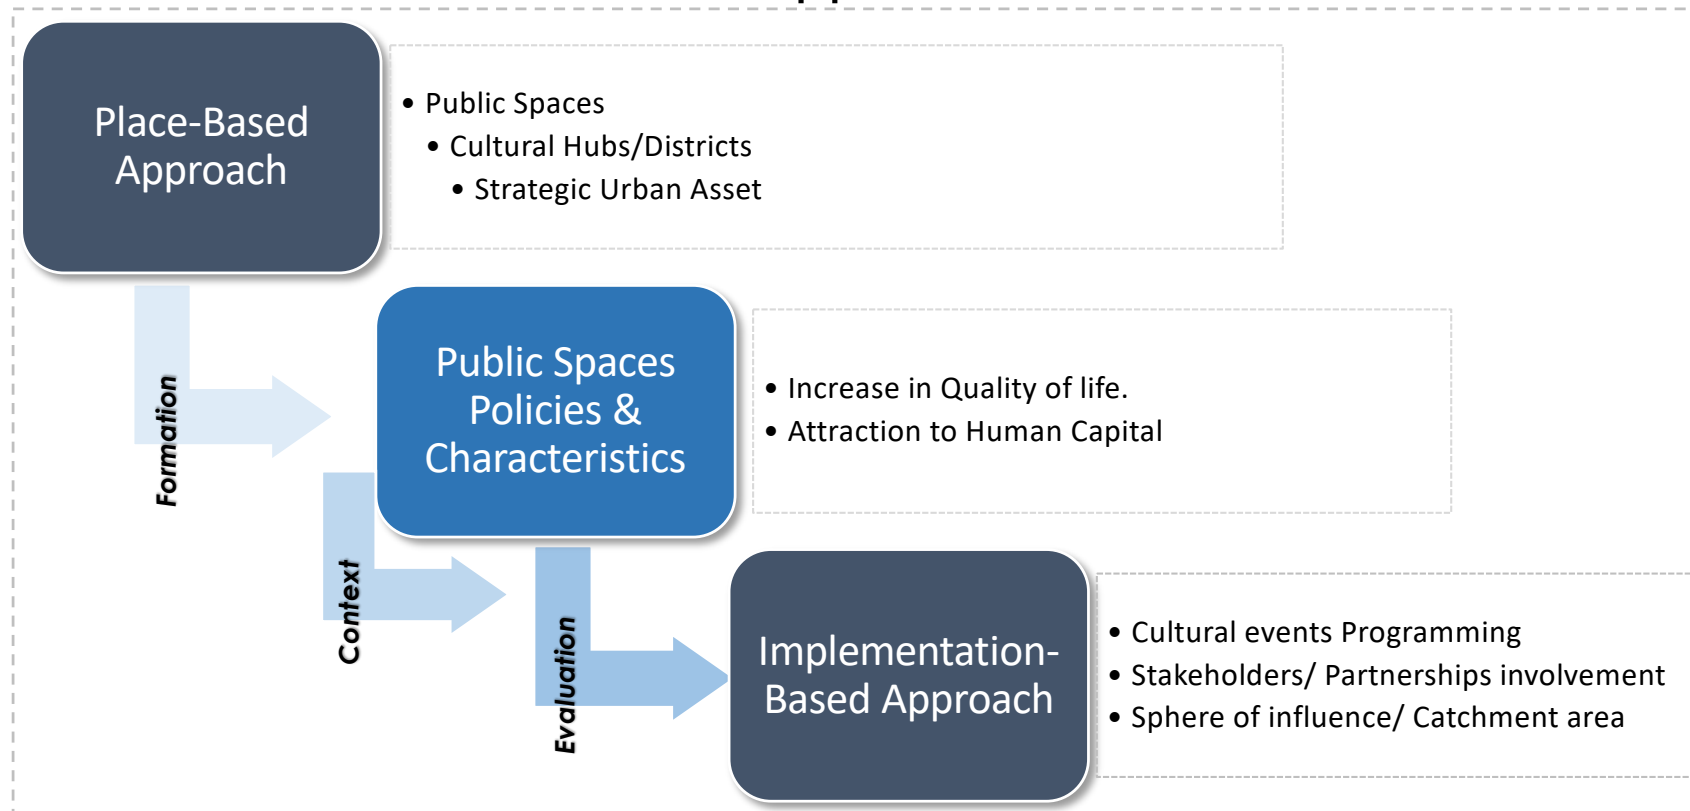 Place-Based
Approach
• Public Spaces
• Cultural Hubs/Districts
• Strategic Urban Asset
Formation
Public Spaces
Policies &
Characteristics
• Increase in Quality of life.
• Attraction to Human Capital
Context
Evaluation
Implementation-
Based Approach
• Cultural events Programming
• Stakeholders/ Partnerships involvement
• Sphere of influence/ Catchment area